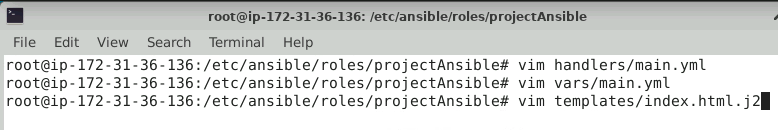 root@ip-172-31-36-136: /etc/ansible/roles/projectAnsible
File Edit View Search Terminal Help
root@ip-172-31-36-136:/etc/ansible/roles/projectAnsible# vim handlers/main.yml
root@ip-172-31-36-136:/etc/ansible/roles/projectAnsible# vim vars/main.yml
root@ip-172-31-36-136:/etc/ansible/roles/projectAnsible# vim templates/index.html.j2